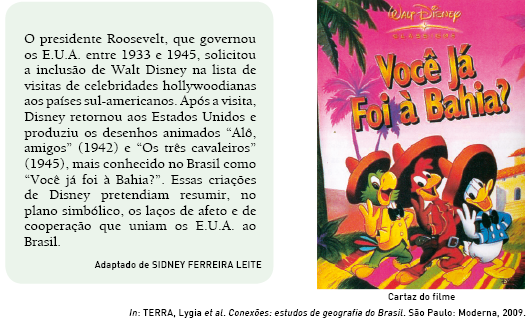 O presidente Roosevelt, que governou
os E.U.A. entre 1933 e 1945, solicitou
a inclusão de Walt Disney na lista de
visitas de celebridades hollywoodianas
aos países sul-americanos. Após a visita,
Disney retornou aos Estados Unidos e
produziu os desenhos animados “Alô,
amigos” (1942) e “Os três cavaleiros”
(1945), mais conhecido no Brasil como
“Você já foi à Bahia?”. Essas criações
de Disney pretendiam resumir, no
plano simbólico, os laços de afeto e de
cooperação que uniam os E.U.A. ao
Brasil.
Adaptado de SIDNEY FERREIRA LEITE
WALT DISNEY
CLASSICOS
Você Já
Foi à Bahia?
Cartaz do filme
In: TERRA, Lygia et al. Conexões: estudos de geografia do Brasil. São Paulo: Moderna, 2009.